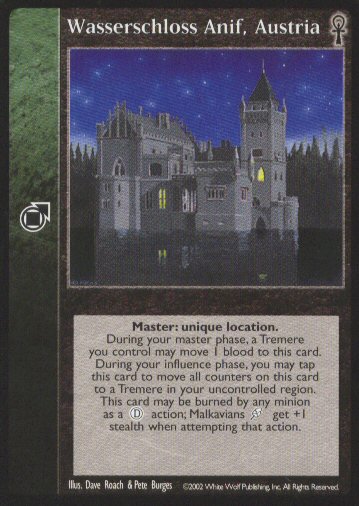 Wasserschloss Anif, Austria
Master: unique location.
During your master phase, a Tremere
you control may move 1 blood to this card.
During your influence phase, you may tap
this card to move all counters on this card
to a Tremere in your uncontrolled region.
This card may be burned by any minion
as a D action; Malkavians get +1
stealth when attempting that action.
Illus. Dave Roach & Pete Burges ©2002 White Wolf Publishing, Inc. All Rights Reserved.